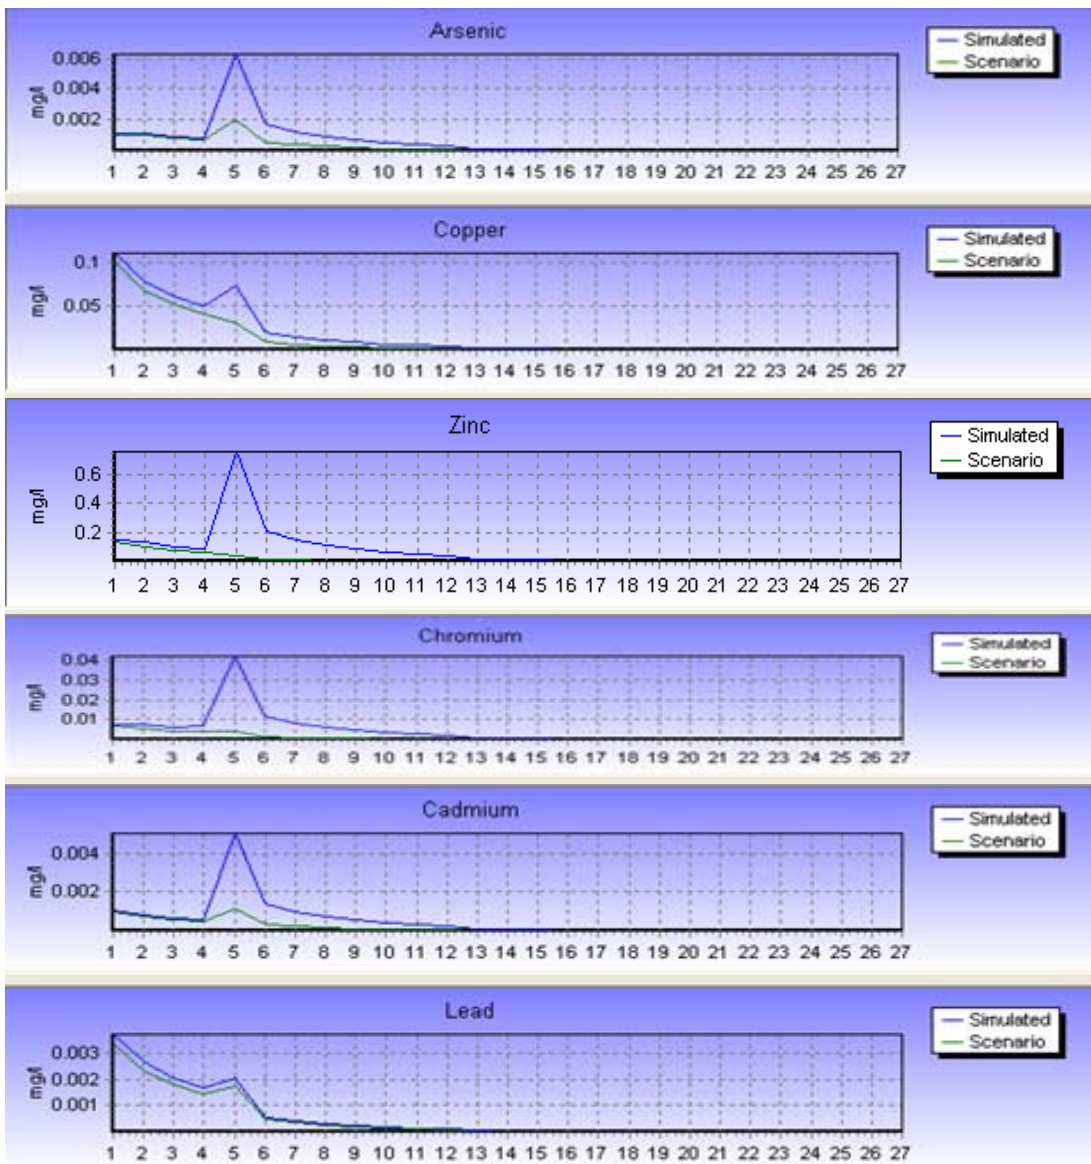 Arsenic
Simulated
Scenario
mg/l
0.006
0.004
0.002
1 2 3 4 5 6 7 8 9 10 11 12 13 14 15 16 17 18 19 20 21 22 23 24 25 26 27
Copper
Simulated
Scenario
mg/l
0.1
0.05
1 2 3 4 5 6 7 8 9 10 11 12 13 14 15 16 17 18 19 20 21 22 23 24 25 26 27
Zinc
Simulated
Scenario
mg/l
0.6
0.4
0.2
1 2 3 4 5 6 7 8 9 10 11 12 13 14 15 16 17 18 19 20 21 22 23 24 25 26 27
Chromium
Simulated
Scenario
mg/l
0.04
0.03
0.02
0.01
1 2 3 4 5 6 7 8 9 10 11 12 13 14 15 16 17 18 19 20 21 22 23 24 25 26 27
Cadmium
Simulated
Scenario
mg/l
0.004
0.002
1 2 3 4 5 6 7 8 9 10 11 12 13 14 15 16 17 18 19 20 21 22 23 24 25 26 27
Lead
Simulated
Scenario
mg/l
0.003
0.002
0.001
1 2 3 4 5 6 7 8 9 10 11 12 13 14 15 16 17 18 19 20 21 22 23 24 25 26 27